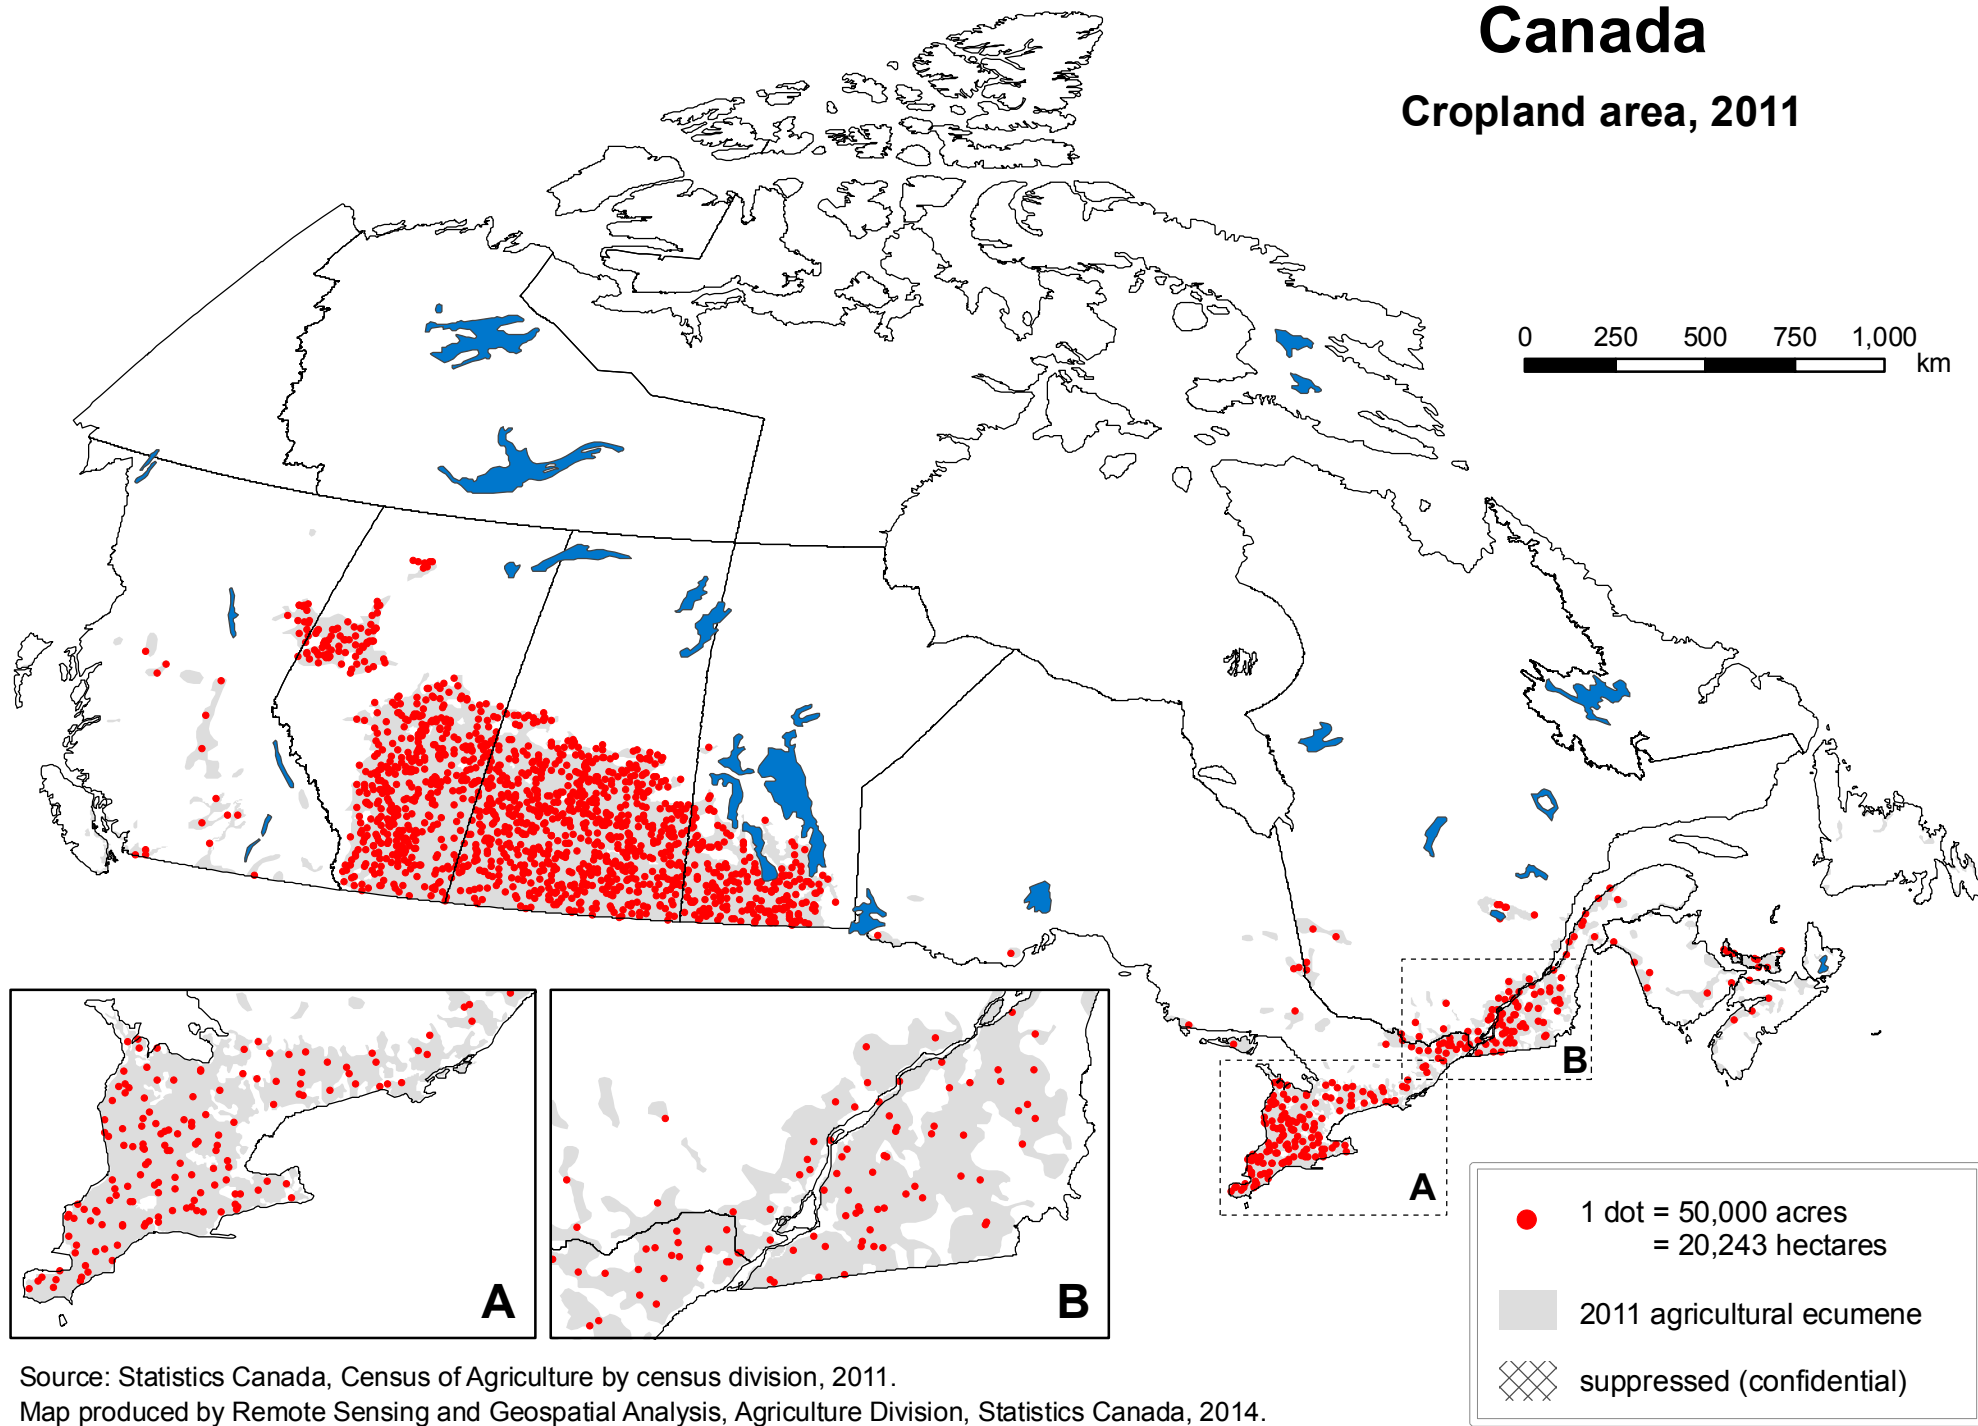 Canada
Cropland area, 2011
0 250 500 750 1,000
km
B
A
A
B
1 dot = 50,000 acres
= 20,243 hectares
2011 agricultural ecumene
suppressed (confidential)
Source: Statistics Canada, Census of Agriculture by census division, 2011.
Map produced by Remote Sensing and Geospatial Analysis, Agriculture Division, Statistics Canada, 2014.